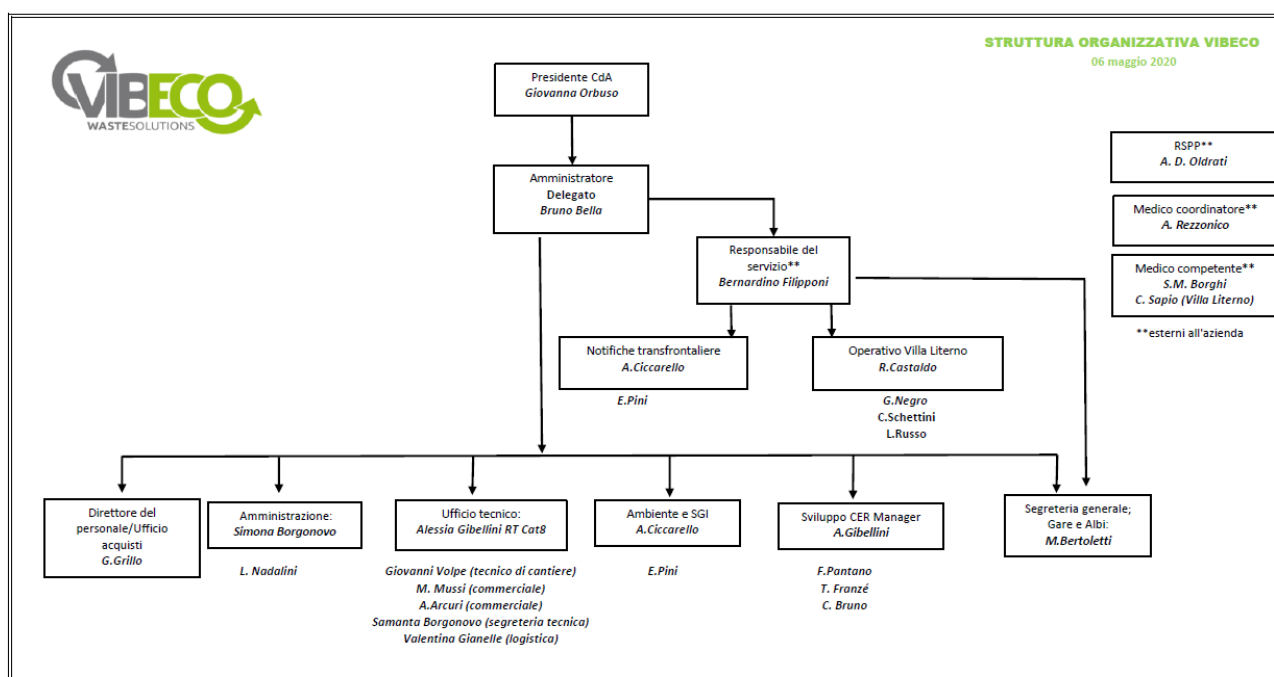 STRUTTURA ORGANIZZATIVA VIBECO
06 maggio 2020
VIBECO
WASTESOLUTIONS
Presidente CdA
Giovanna Orbuso
Amministratore
Delegato
Bruno Bella
RSPP**
A. D. Oldrati
Medico coordinatore**
A. Rezzonico
Medico competente**
S.M. Borghi
C. Sapio (Villa Literno)
**esterni all'azienda
Responsabile del
servizio**
Bernardino Filipponi
Notifiche transfrontaliere
A.Ciccarello
E.Pini
Operativo Villa Literno
R.Castaldo
G.Negro
C.Schettini
L.Russo
Direttore del
personale/Ufficio
acquisti
G.Grillo
Amministrazione:
Simona Borgonovo
L. Nadalini
Ufficio tecnico:
Alessia Gibellini RT Cat8
Giovanni Volpe (tecnico di cantiere)
M. Mussi (commerciale)
A.Arcuri (commerciale)
Samanta Borgonovo (segreteria tecnica)
Valentina Gianelle (logistica)
Ambiente e SGI
A.Ciccarello
E.Pini
Sviluppo CER Manager
A.Gibellini
F.Pantano
T. Franzé
C. Bruno
Segreteria generale;
Gare e Albi:
M.Bertoletti